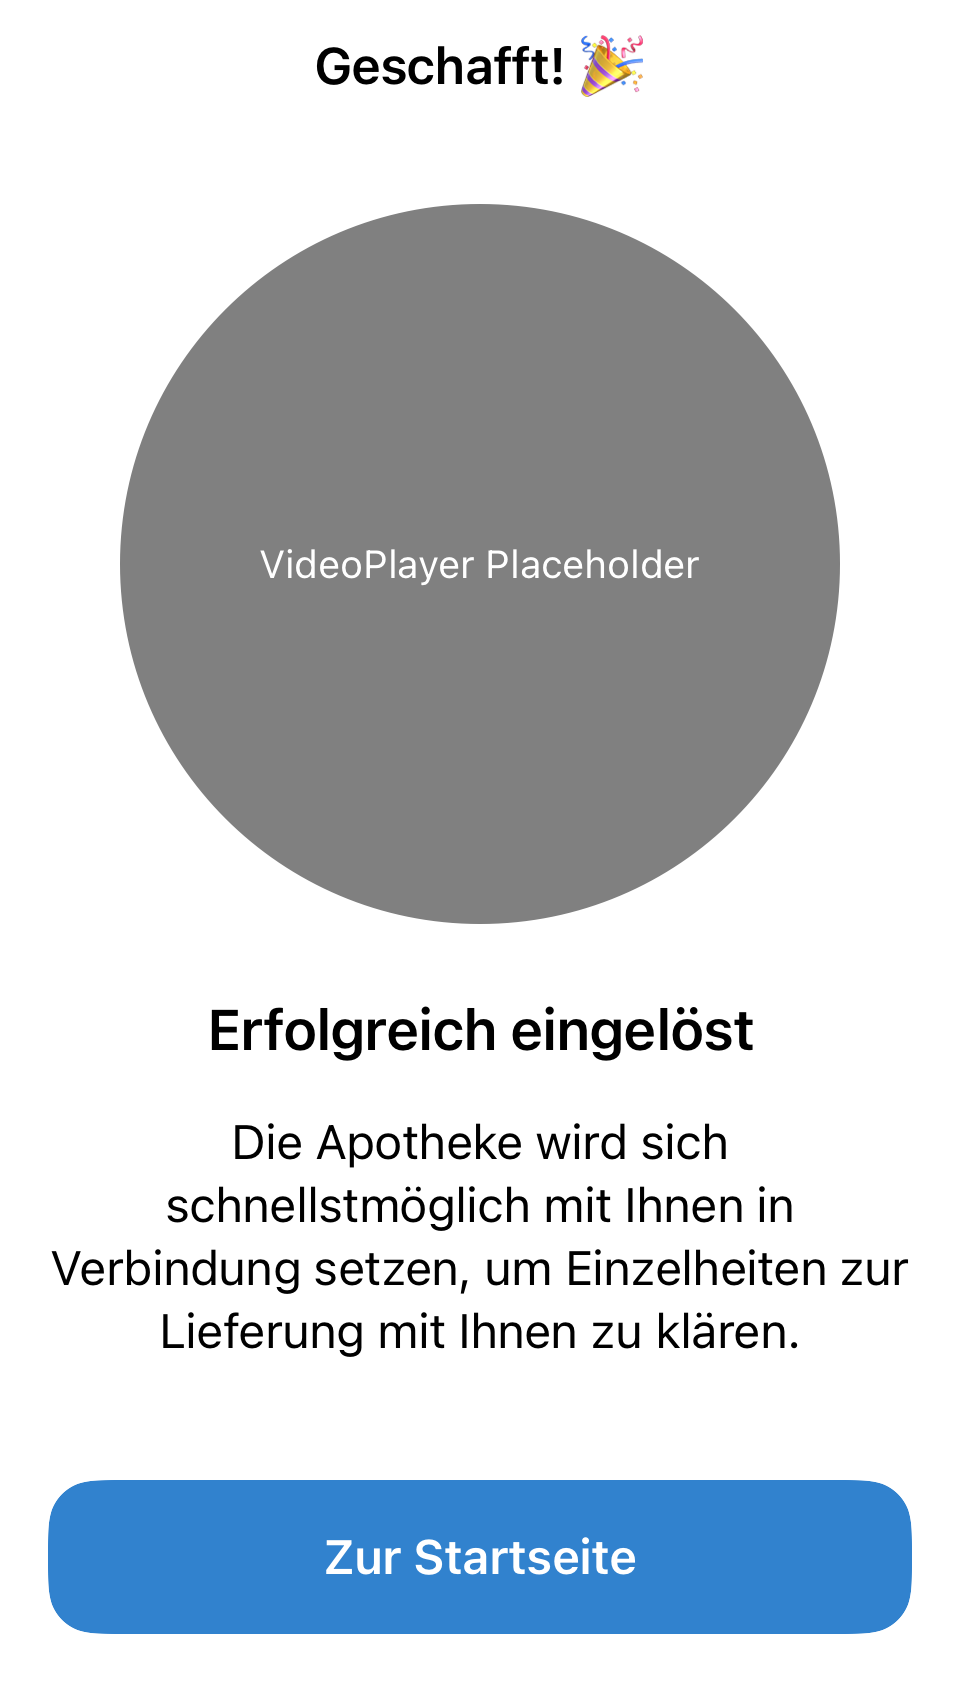 Geschafft! 🎉
VideoPlayer Placeholder
Erfolgreich eingelöst
Die Apotheke wird sich
schnellstmöglich mit Ihnen in
Verbindung setzen, um Einzelheiten zur
Lieferung mit Ihnen zu klären.
Zur Startseite